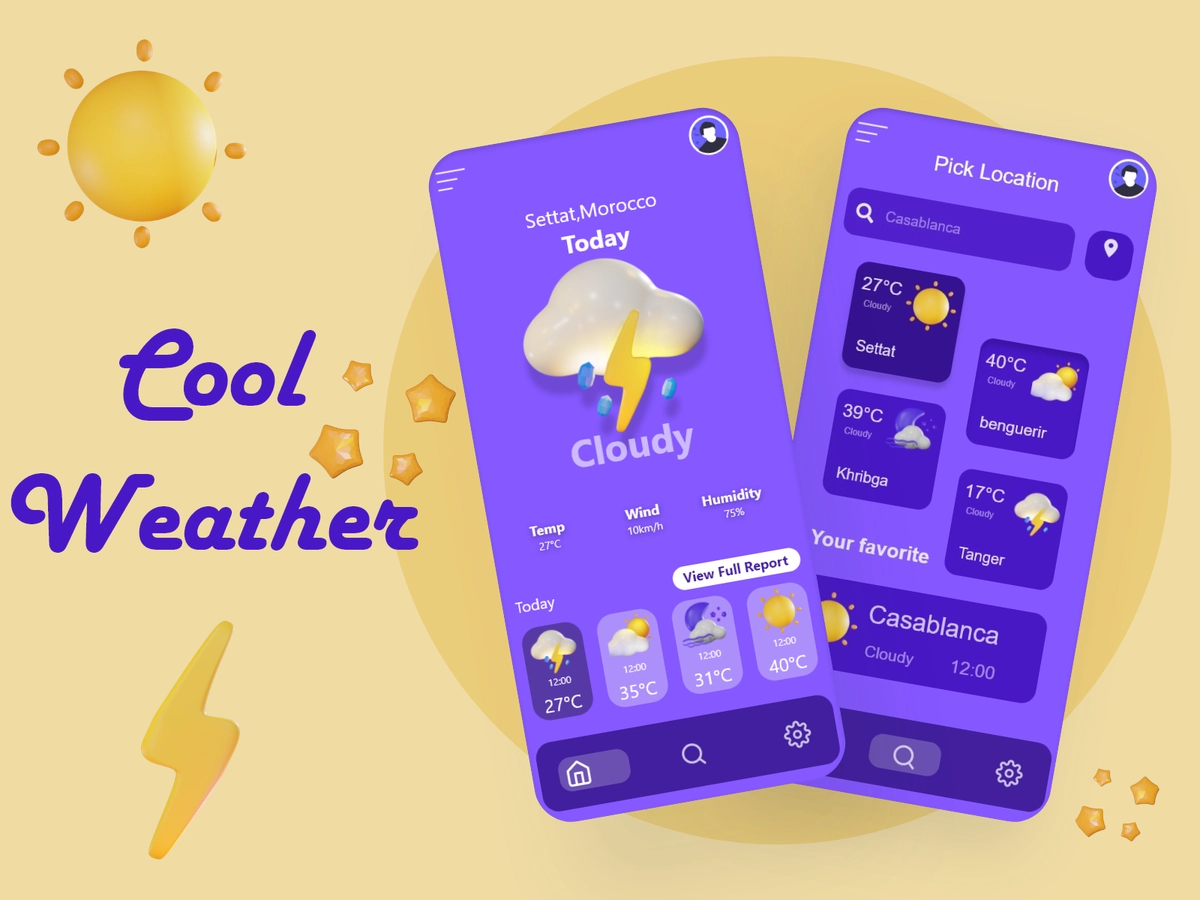 Cool
Weather
Settat,Morocco
Today
Cloudy
Temp
27°C
Wind
10km/h
Humidity
75%
View Full Report
Today
12:00
27°C
12:00
35°C
12:00
31°C
12:00
40°C
Pick Location
Casablanca
27°C
Cloudy
Settat
40°C
Cloudy
benguerir
39°C
Cloudy
Khribga
17°C
Cloudy
Tanger
Your favorite
Casablanca
Cloudy 12:00